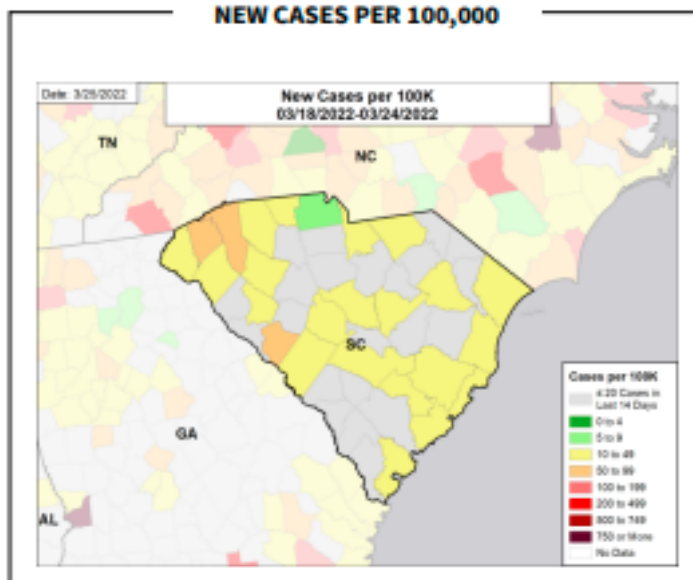 NEW CASES PER 100,000
Date: 3/25/2022
New Cases per 100K
03/18/2022-03/24/2022
TN
NC
SC
GA
AL
Cases per 100K
≤ 20 Cases in
Last 14 Days
0 to 4
5 to 9
10 to 49
50 to 99
100 to 199
200 to 499
500 to 749
750 or More
No Data